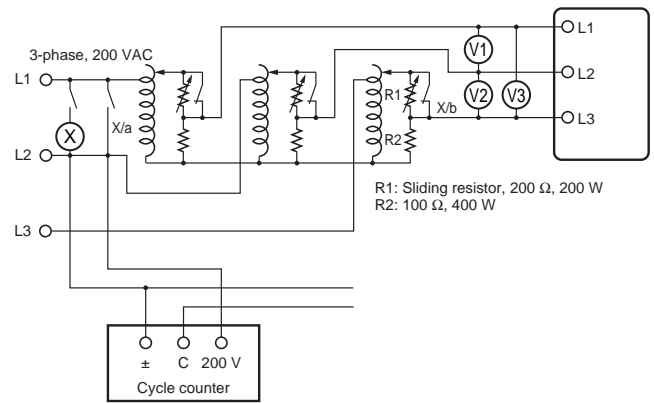 3-phase, 200 VAC
L1
L2
L3
X
X/a
R1
R2
X/b
V1
V2
V3
L1
L2
L3
R1: Sliding resistor, 200 Ω, 200 W
R2: 100 Ω, 400 W
± C 200 V
Cycle counter